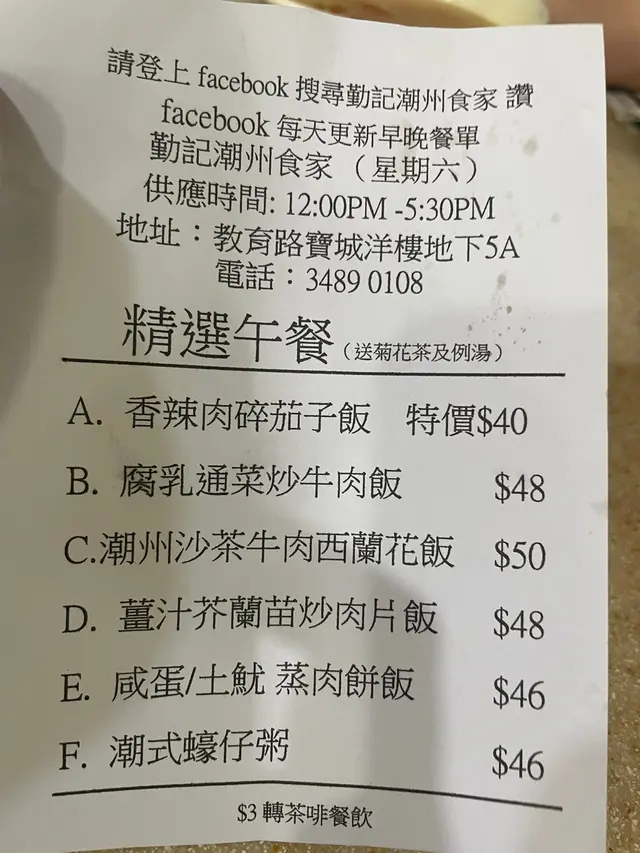 請登上 facebook 搜尋勤記潮州食家 讚
facebook 每天更新早晚餐單
勤記潮州食家 （星期六）
供應時間: 12:00PM -5:30PM
地址：教育路寶城洋樓地下5A
電話：3489 0108
精選午餐（送菊花茶及例湯）
A. 香辣肉碎茄子飯 特價$40
B. 腐乳通菜炒牛肉飯 $48
C.潮州沙茶牛肉西蘭花飯 $50
D. 薑汁芥蘭苗炒肉片飯 $48
E. 咸蛋/土魷 蒸肉餅飯 $46
F. 潮式蠔仔粥 $46
$3 轉茶啡餐飲